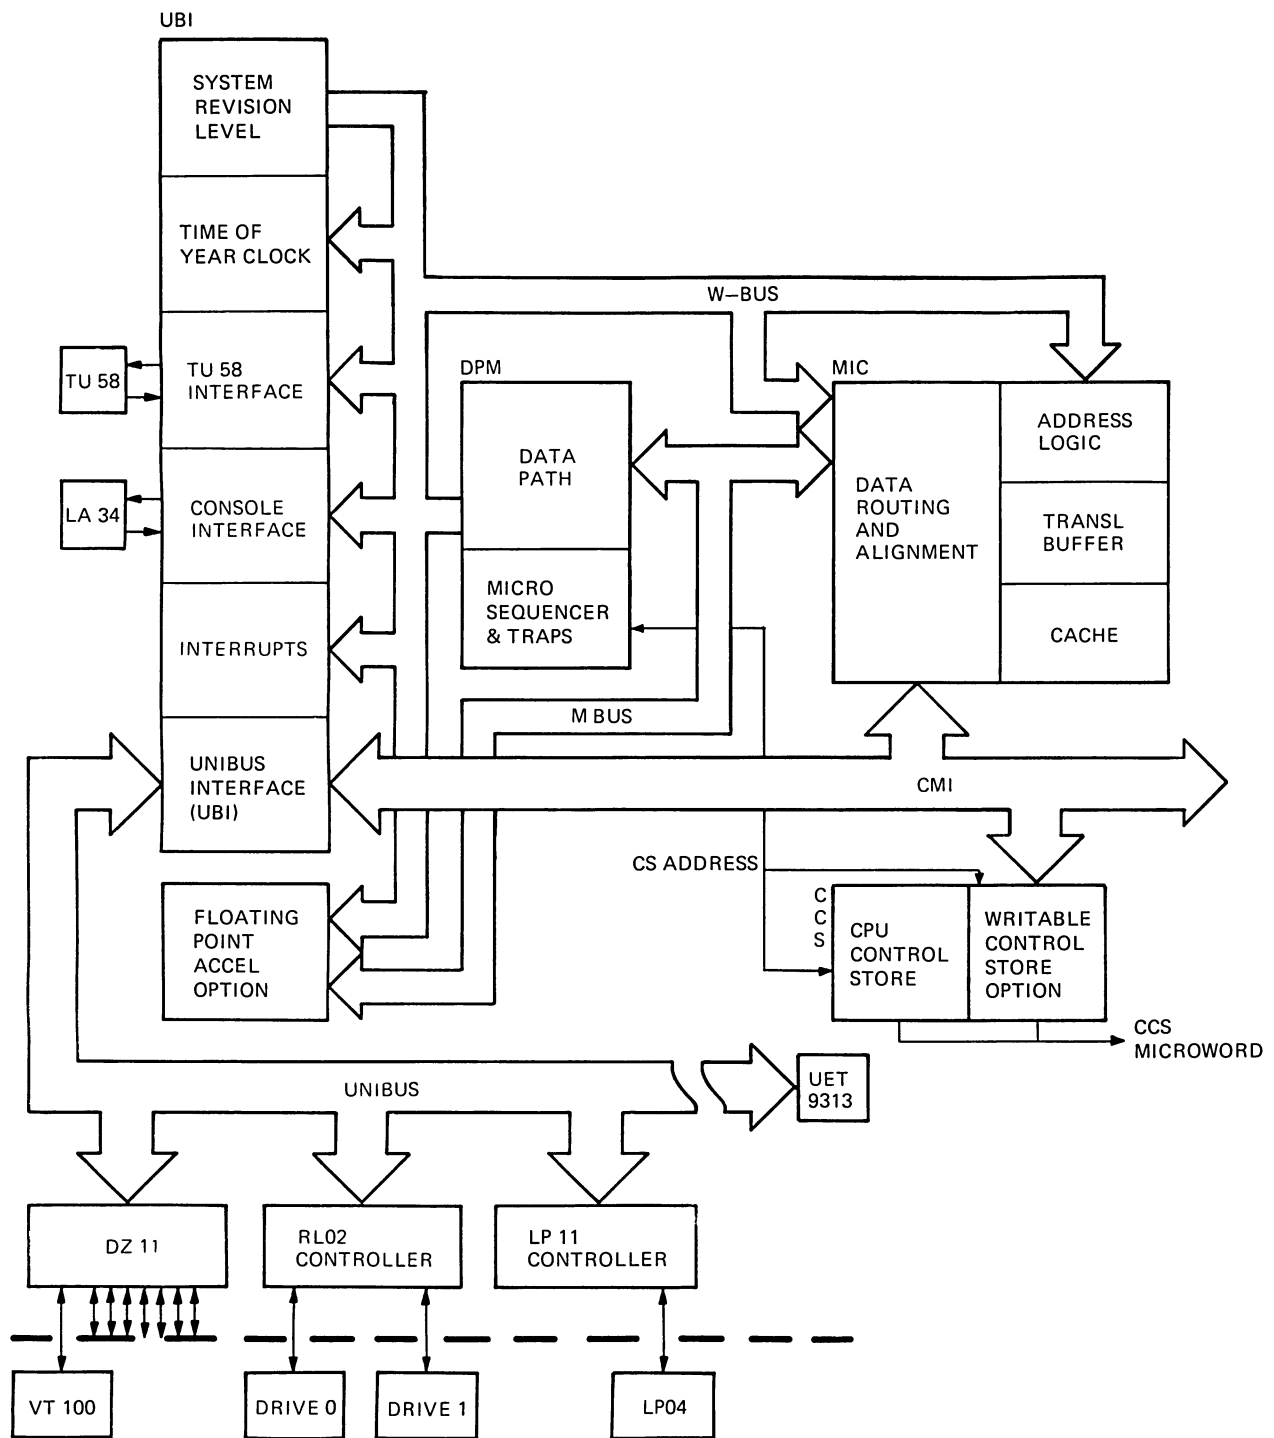 UBI
SYSTEM
REVISION
LEVEL
TIME OF
YEAR CLOCK
W-BUS
TU 58
TU 58
INTERFACE
DPM
MIC
DATA
PATH
ADDRESS
LOGIC
LA 34
CONSOLE
INTERFACE
DATA
ROUTING
AND
ALIGNMENT
TRANSL
BUFFER
MICRO
SEQUENCER
& TRAPS
INTERRUPTS
CACHE
M BUS
UNIBUS
INTERFACE
(UBI)
CMI
CS ADDRESS
C
C
S
CPU
CONTROL
STORE
WRITABLE
CONTROL
STORE
OPTION
FLOATING
POINT
ACCEL
OPTION
CCS
MICROWORD
UNIBUS
UET
9313
DZ 11
RL02
CONTROLLER
LP 11
CONTROLLER
VT 100
DRIVE 0
DRIVE 1
LP04